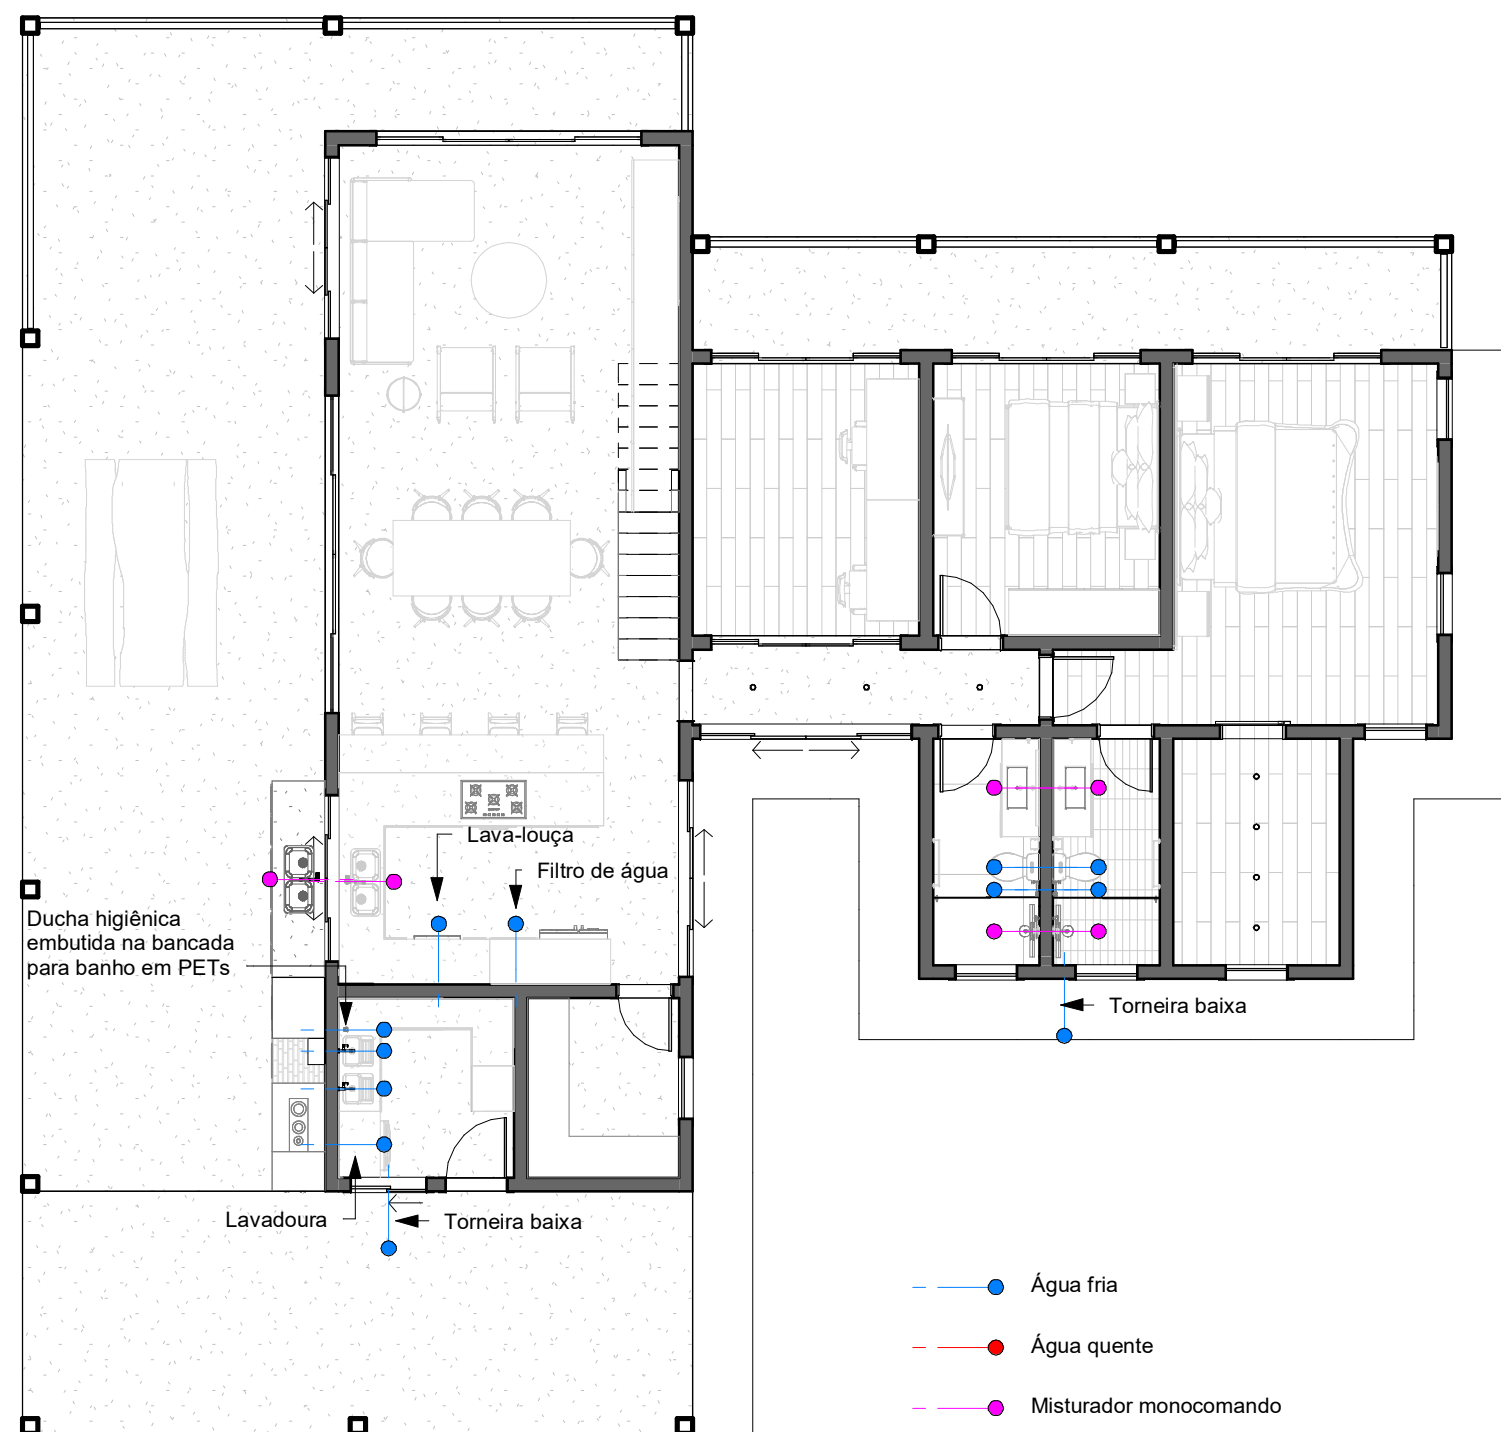 Lava-louça
Filtro de água
Ducha higiênica
embutida na bancada
para banho em PETs
Torneira baixa
Lavadoura
Torneira baixa
Água fria
Água quente
Misturador monocomando